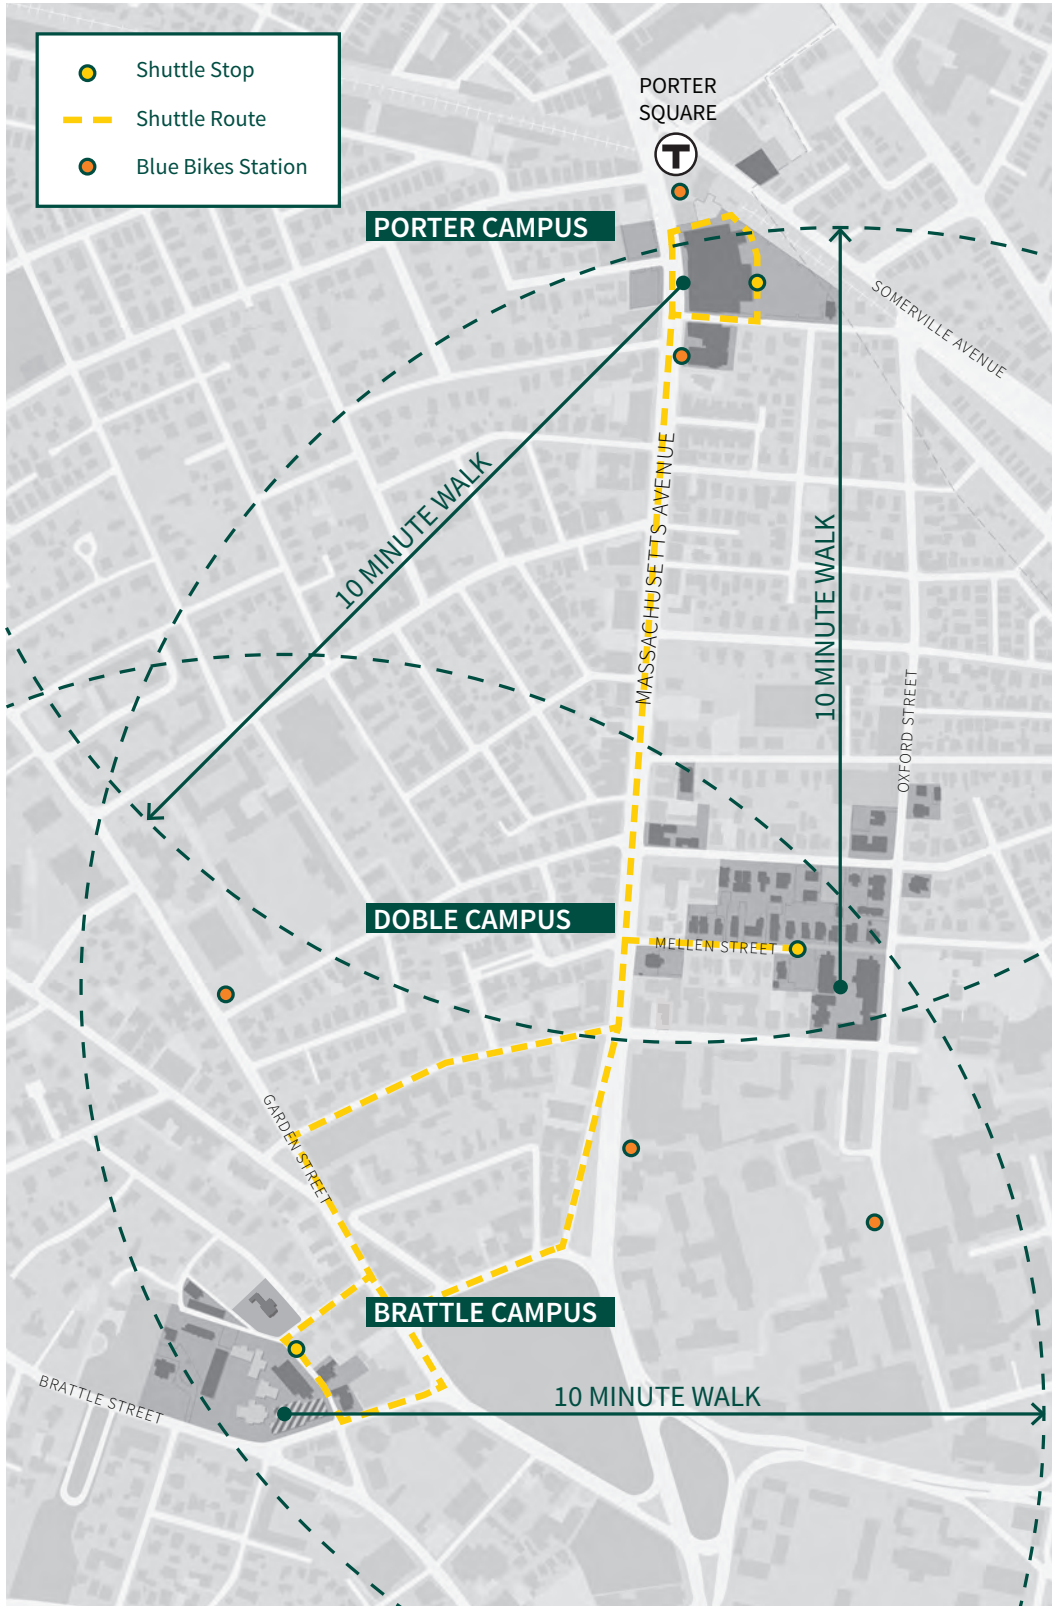 Shuttle Stop
Shuttle Route
Blue Bikes Station
PORTER
SQUARE
T
PORTER CAMPUS
SOMERVILLE AVENUE
10 MINUTE WALK
MASSACHUSETTS AVENUE
10 MINUTE WALK
OXFORD STREET
DOBLE CAMPUS
MELLEN STREET
GARDEN STREET
BRATTLE CAMPUS
BRATTLE STREET
10 MINUTE WALK